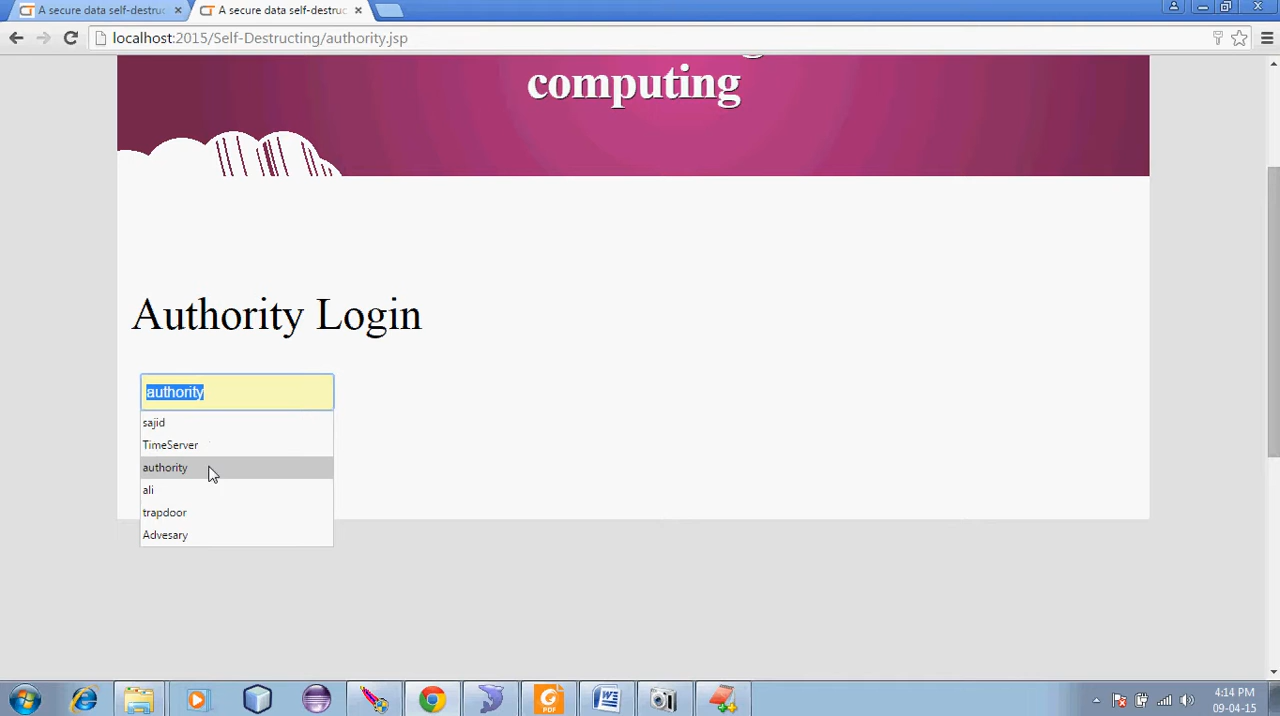 A secure data self-destruc
A secure data self-destruc
localhost:2015/Self-Destructing/authority.jsp
computing
Authority Login
authority
sajid
TimeServer
authority
ali
trapdoor
Advesary
PDF
4:14 PM
09-04-15